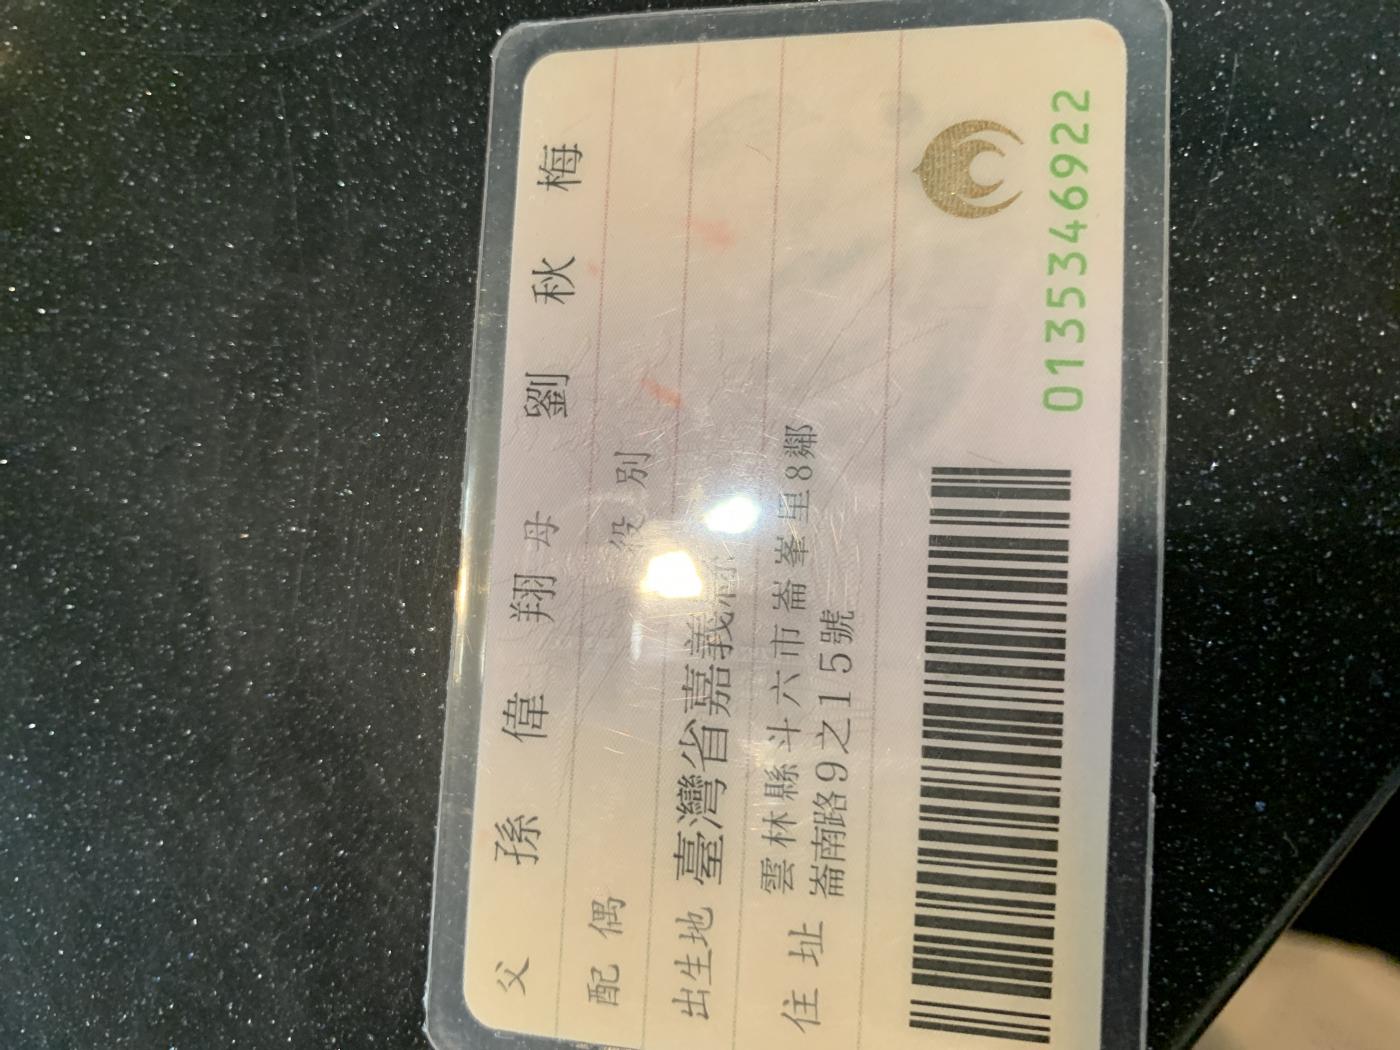 父 孫偉翔 母 劉秋梅
配偶 役別
出生地 臺灣省嘉義縣
住址 雲林縣斗六市崙峯里8鄰
崙南路9之15號
0135346922